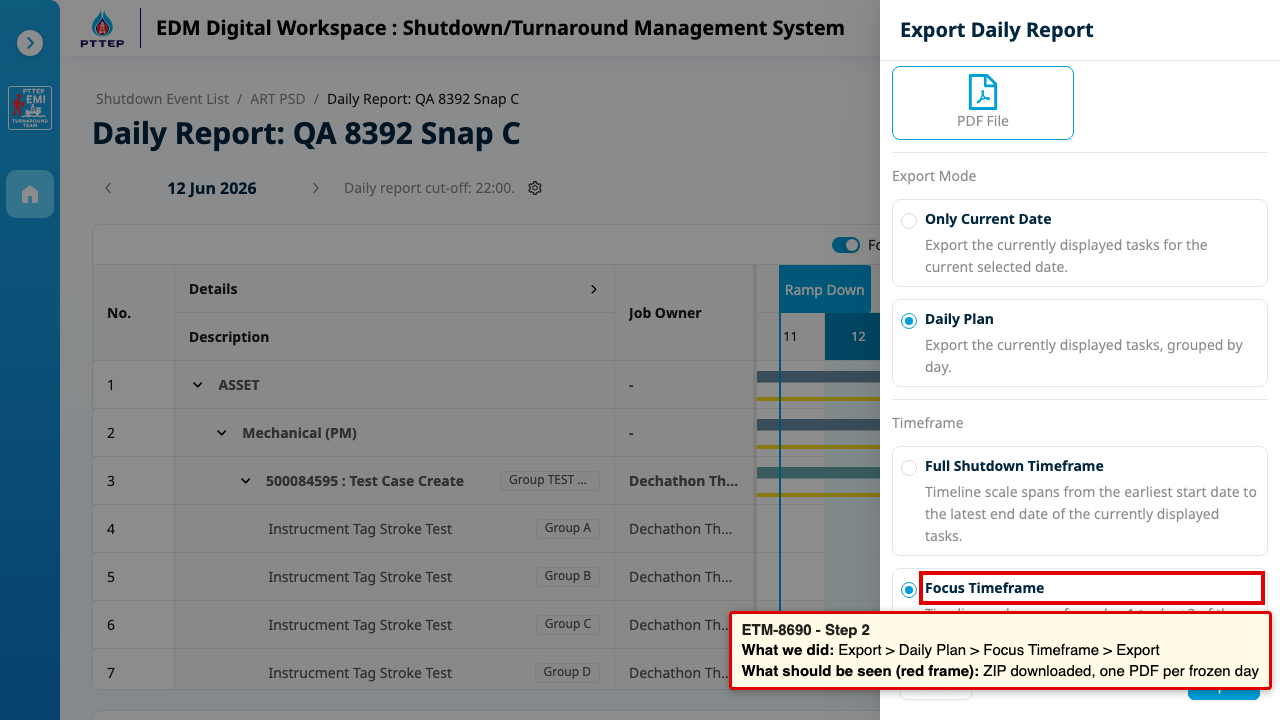 PTTEP
EDM Digital Workspace : Shutdown/Turnaround Management System
PTTEP
EMI
TURNAROUND
TEAM
Shutdown Event List / ART PSD / Daily Report: QA 8392 Snap C
Daily Report: QA 8392 Snap C
12 Jun 2026
Daily report cut-off: 22:00.
Fo
No.
Details
Description
Job Owner
Ramp Down
11
12
1 ASSET -
2 Mechanical (PM) -
3 500084595 : Test Case Create Group TEST ... Dechathon Th...
4 Instrucment Tag Stroke Test Group A Dechathon Th...
5 Instrucment Tag Stroke Test Group B Dechathon Th...
6 Instrucment Tag Stroke Test Group C Dechathon Th...
7 Instrucment Tag Stroke Test Group D Dechathon Th...
Export Daily Report
PDF File
Export Mode
Only Current Date
Export the currently displayed tasks for the
current selected date.
Daily Plan
Export the currently displayed tasks, grouped by
day.
Timeframe
Full Shutdown Timeframe
Timeline scale spans from the earliest start date to
the latest end date of the currently displayed
tasks.
Focus Timeframe
ETM-8690 - Step 2
What we did: Export > Daily Plan > Focus Timeframe > Export
What should be seen (red frame): ZIP downloaded, one PDF per frozen day